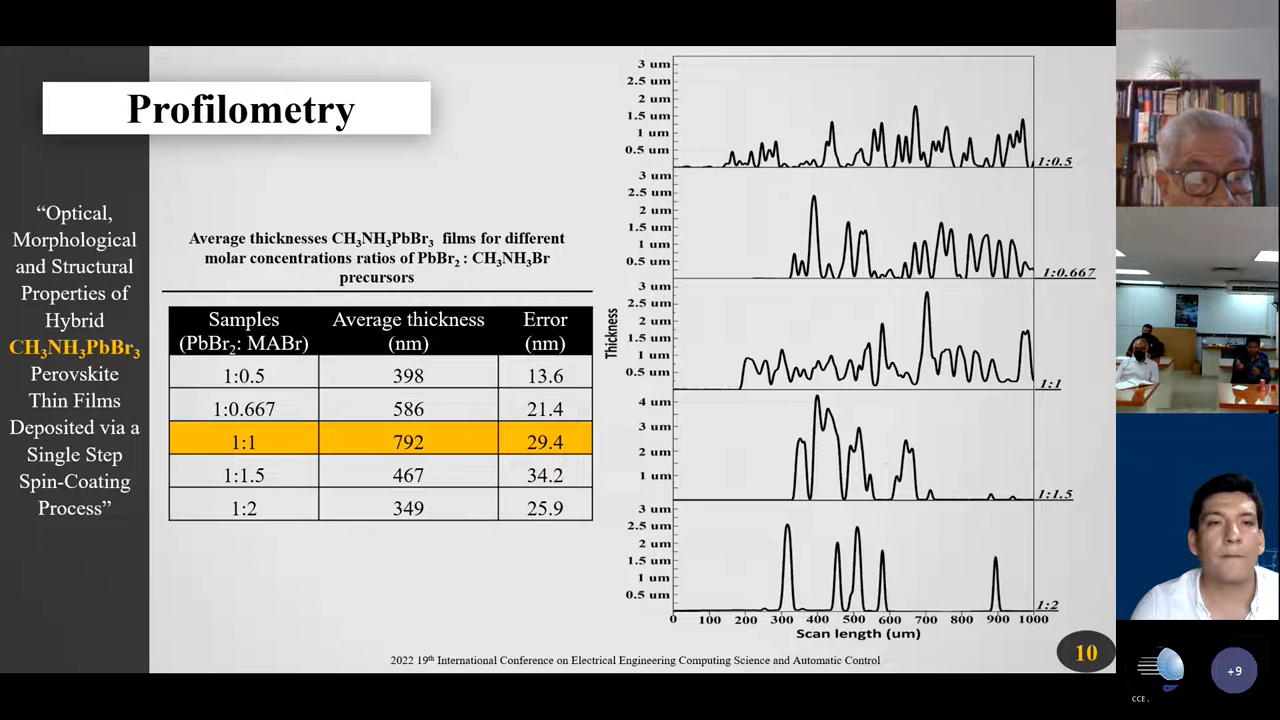 Profilometry
“Optical,
Morphological
and Structural
Properties of
Hybrid
CH₃NH₃PbBr₃
Perovskite
Thin Films
Deposited via a
Single Step
Spin-Coating
Process”
Average thicknesses CH₃NH₃PbBr₃ films for different
molar concentrations ratios of PbBr₂ : CH₃NH₃Br
precursors
Samples Average thickness Error
(PbBr₂: MABr) (nm) (nm)
1:0.5 398 13.6
1:0.667 586 21.4
1:1 792 29.4
1:1.5 467 34.2
1:2 349 25.9
Thickness
3 um
2.5 um
2 um
1.5 um
1 um
0.5 um
1:0.5
3 um
2.5 um
2 um
1.5 um
1 um
0.5 um
1:0.667
3 um
2.5 um
2 um
1.5 um
1 um
0.5 um
1:1
4 um
3 um
2 um
1 um
1:1.5
3 um
2.5 um
2 um
1.5 um
1 um
0.5 um
1:2
0 100 200 300 400 500 600 700 800 900 1000
Scan length (um)
2022 19th International Conference on Electrical Engineering Computing Science and Automatic Control
10
CCE.
+9